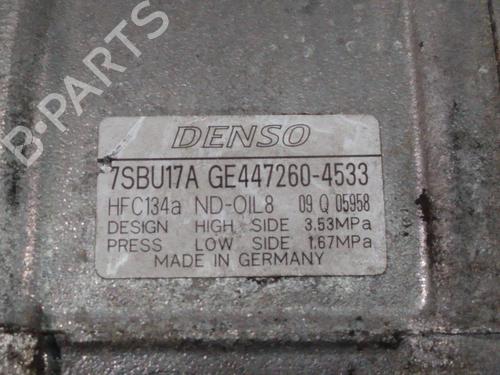 B-PARTS
DENSO
7SBU17A GE447260-4533
HFC134a ND-OIL8 09 Q 05958
DESIGN HIGH SIDE 3.53MPa
PRESS LOW SIDE 1.67MPa
MADE IN GERMANY
B-PARTS